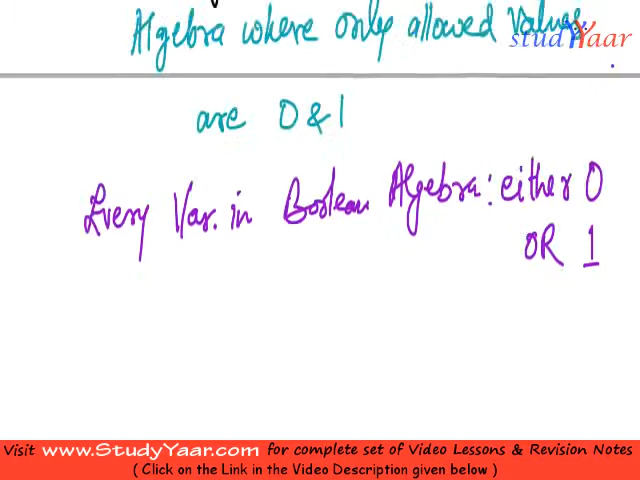 Algebra where only allowed values
studyYaar
are 0 & 1
Every Var. in Boolean Algebra: either 0
OR 1
Visit www.StudyYaar.com for complete set of Video Lessons & Revision Notes
( Click on the Link in the Video Description given below )